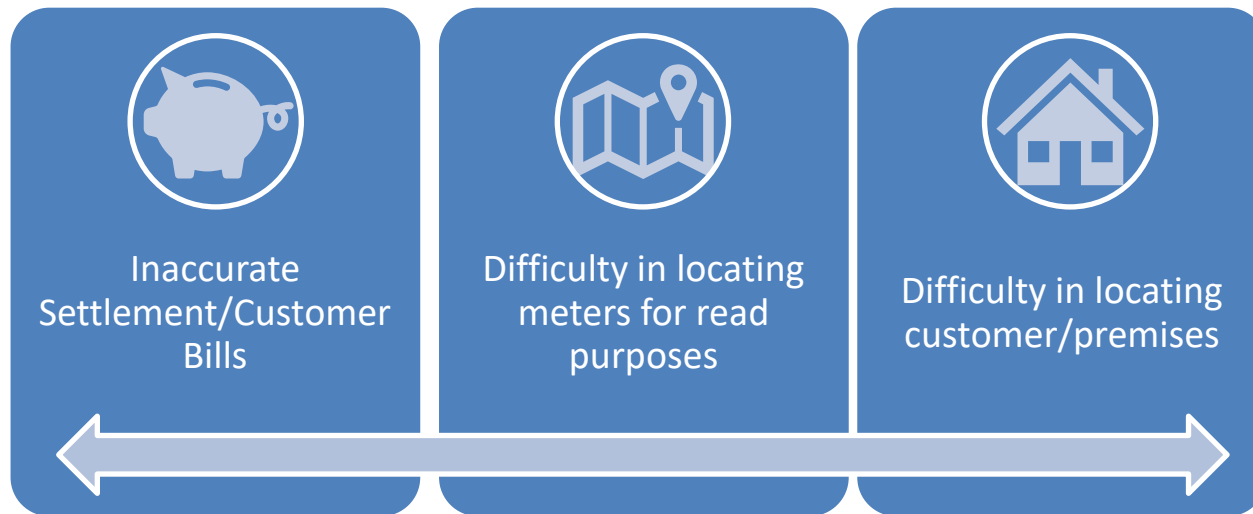 Inaccurate
Settlement/Customer
Bills
Difficulty in locating
meters for read
purposes
Difficulty in locating
customer/premises